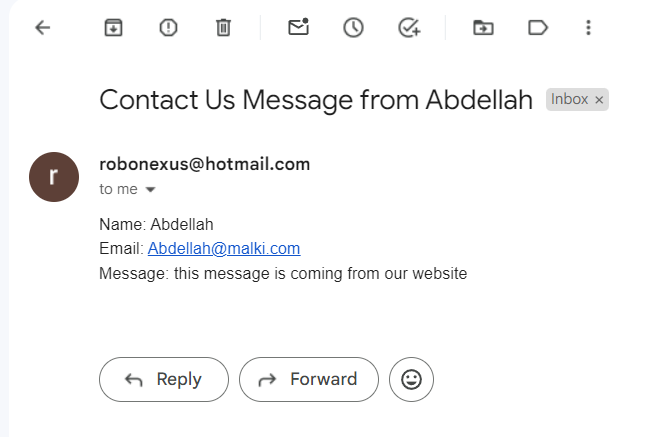 Contact Us Message from Abdellah Inbox ×
r
robonexus@hotmail.com
to me
Name: Abdellah
Email: Abdellah@malki.com
Message: this message is coming from our website
Reply Forward